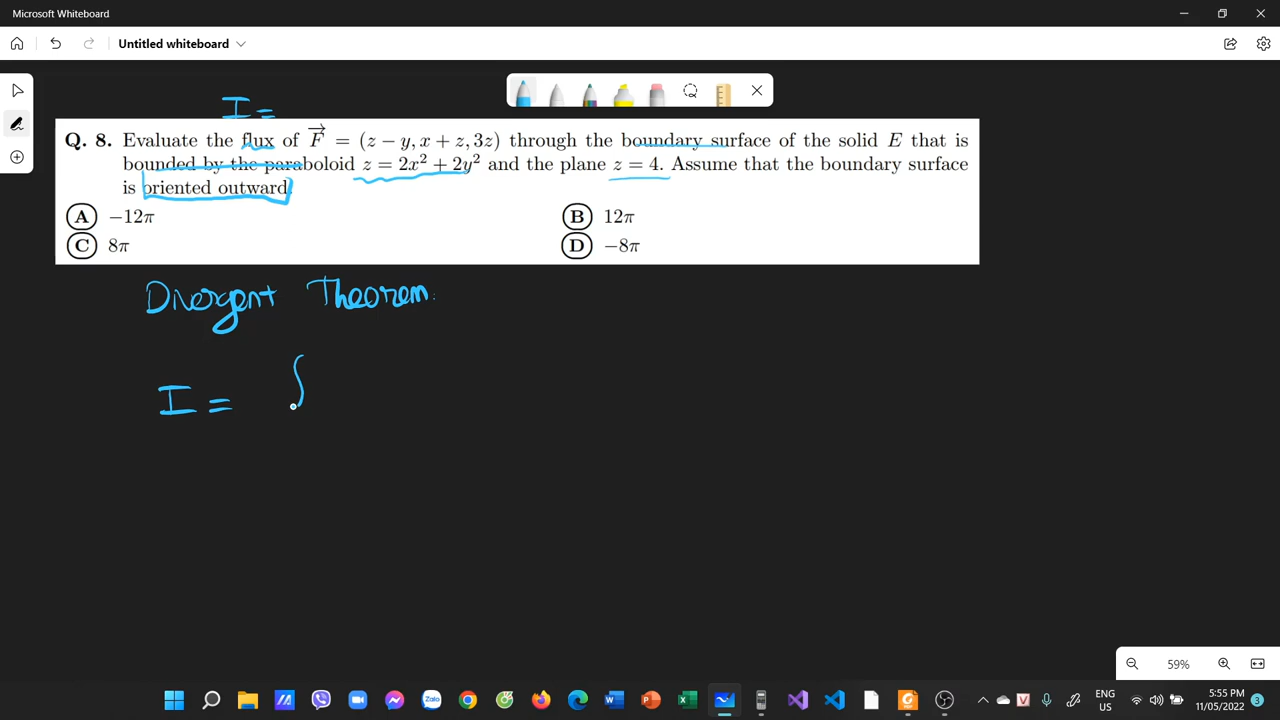 Microsoft Whiteboard
Untitled whiteboard
I =
Q. 8. Evaluate the flux of F⃗ = (z − y, x + z, 3z) through the boundary surface of the solid E that is
bounded by the paraboloid z = 2x² + 2y² and the plane z = 4. Assume that the boundary surface
is oriented outward.
A −12π
B 12π
C 8π
D −8π
Divergent Theorem.
I = ∫
59%
Zalo
ENG
US
5:55 PM
11/05/2022
3